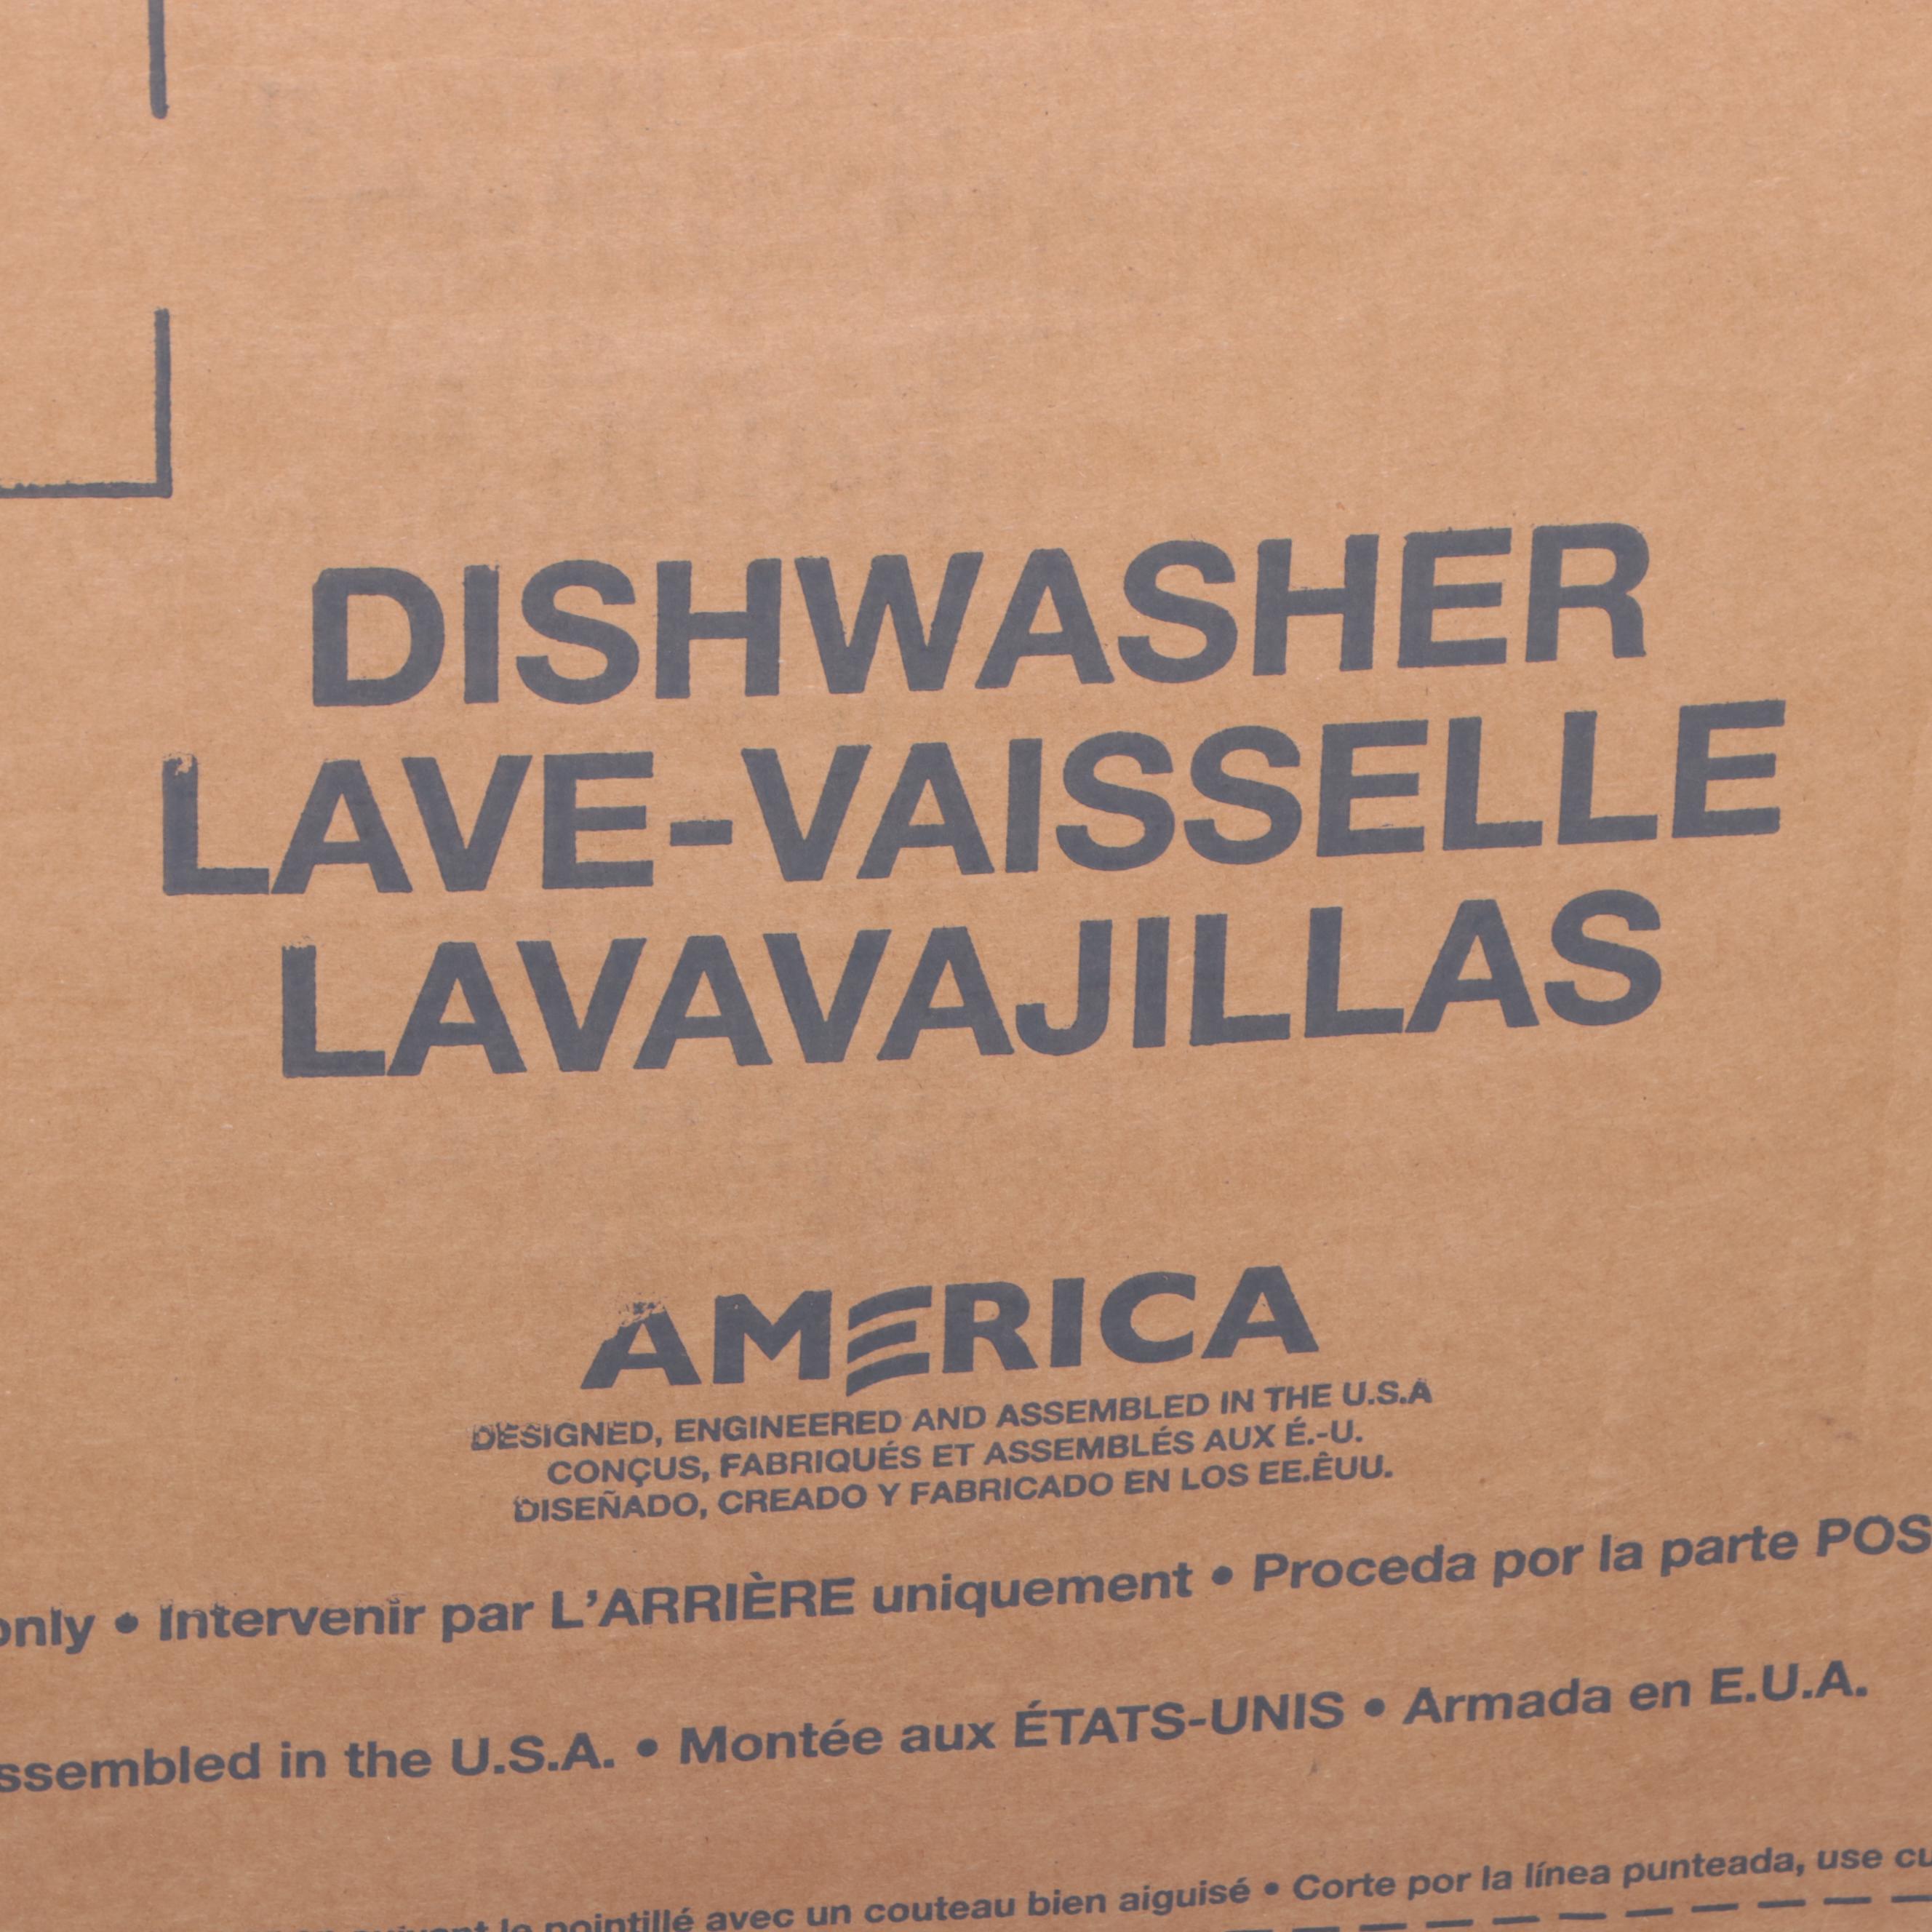 DISHWASHER
LAVE-VAISSELLE
LAVAVAJILLAS
AMERICA
DESIGNED, ENGINEERED AND ASSEMBLED IN THE U.S.A
CONÇUS, FABRIQUÉS ET ASSEMBLÉS AUX É.-U.
DISEÑADO, CREADO Y FABRICADO EN LOS EE.ÊUU.
only • Intervenir par L'ARRIÈRE uniquement • Proceda por la parte POS
ssembled in the U.S.A. • Montée aux ÉTATS-UNIS • Armada en E.U.A.
pointillé avec un couteau bien aiguisé • Corte por la línea punteada, use cu